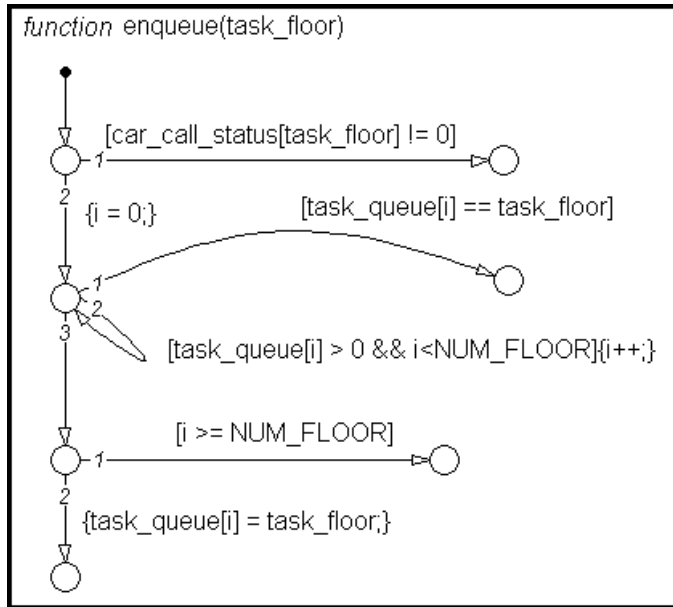 function enqueue(task_floor)
[car_call_status[task_floor] != 0]
1
2
{i = 0;}
[task_queue[i] == task_floor]
1
2
3
[task_queue[i] > 0 && i<NUM_FLOOR]{i++;}
[i >= NUM_FLOOR]
1
2
{task_queue[i] = task_floor;}